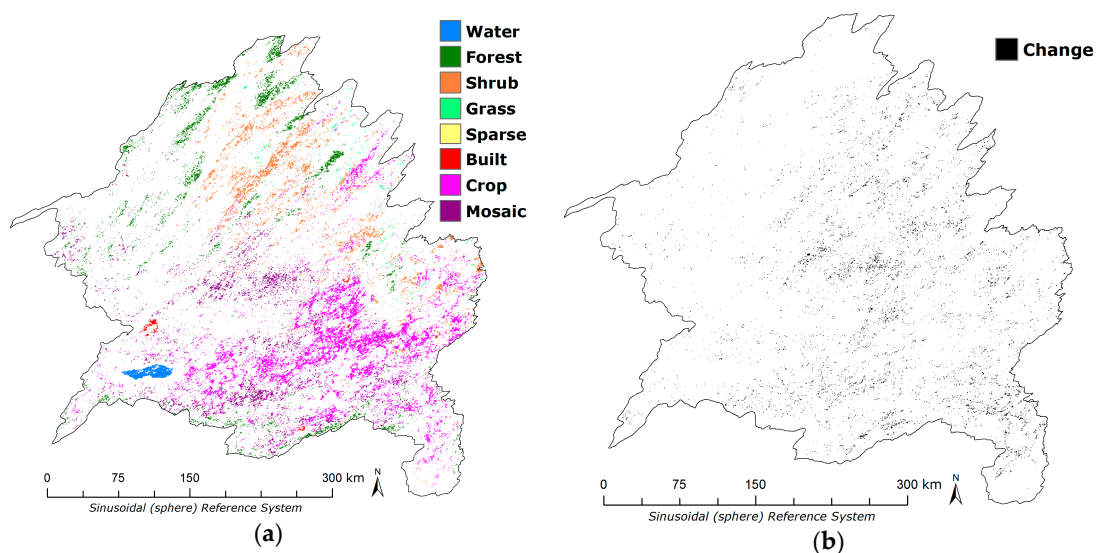 Water
Forest
Shrub
Grass
Sparse
Built
Crop
Mosaic
0 75 150 300 km
N
Sinusoidal (sphere) Reference System
(a)
Change
0 75 150 300 km
N
Sinusoidal (sphere) Reference System
(b)